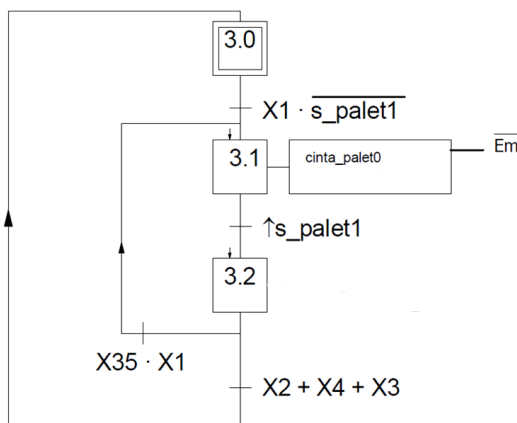 3.0
X1 · s_palet1
3.1
cinta_palet0
Em
↑s_palet1
3.2
X35 · X1
X2 + X4 + X3